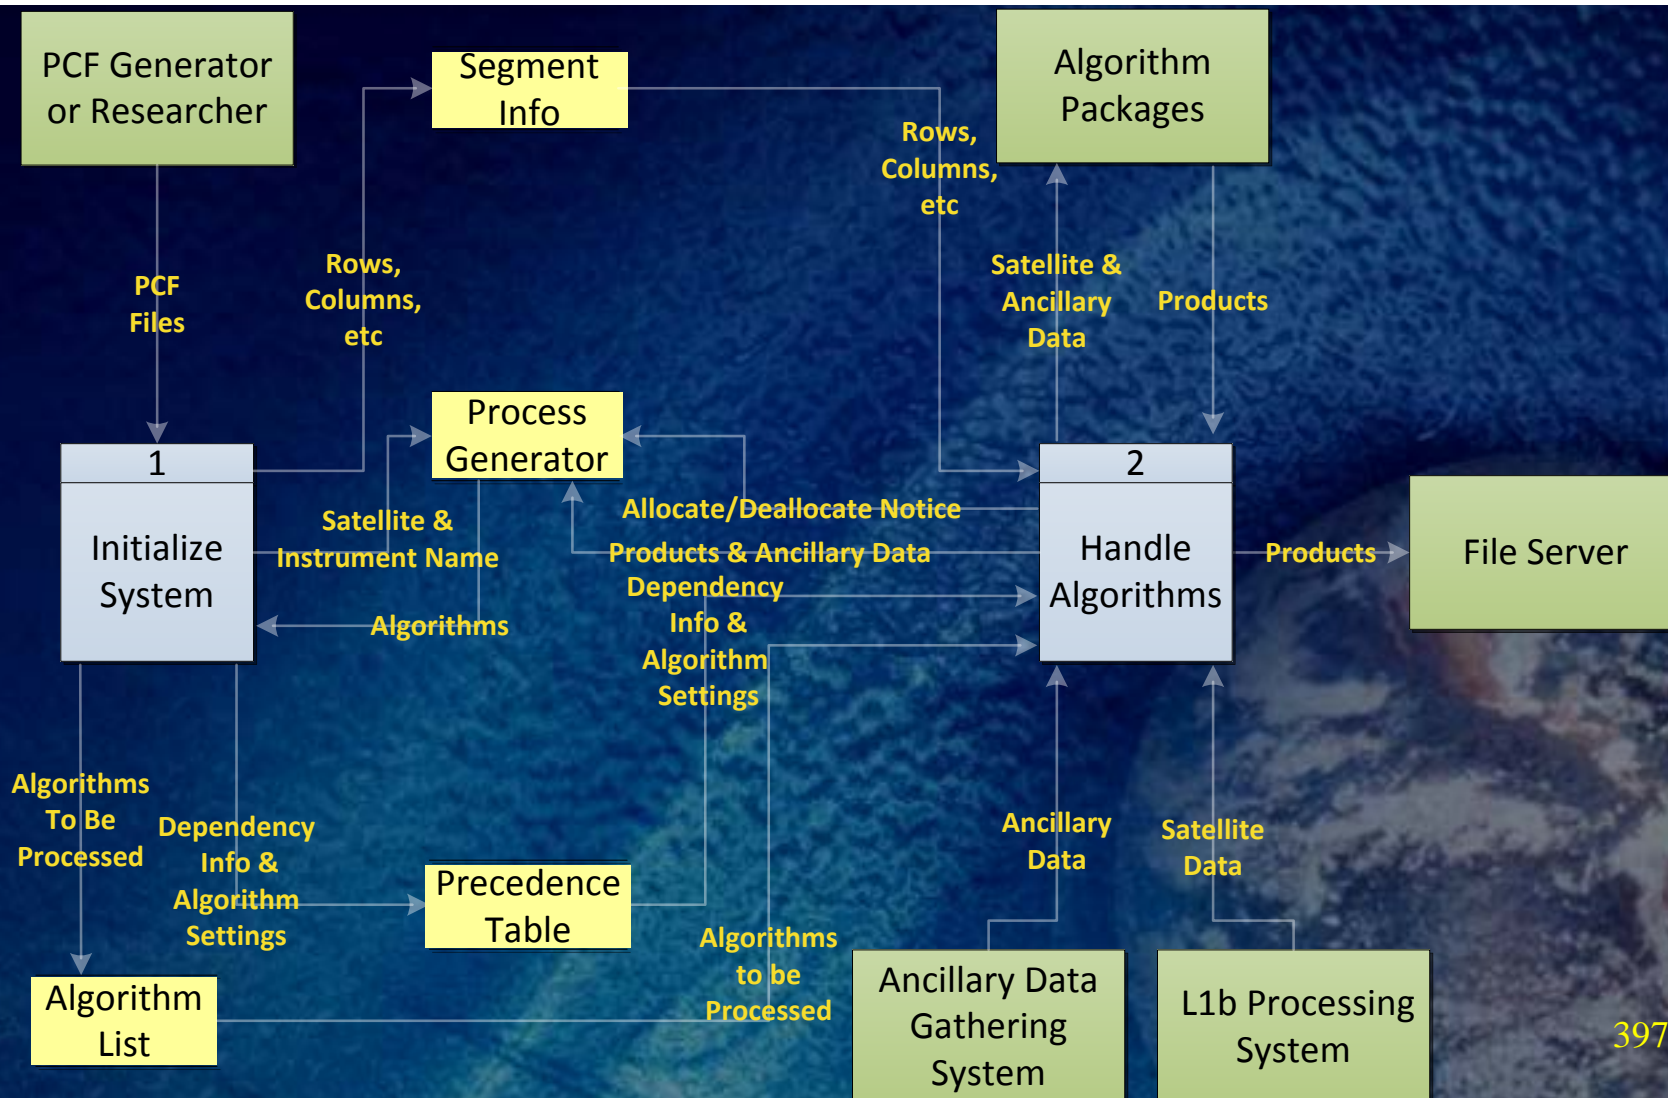 PCF Generator
or Researcher
Segment
Info
Algorithm
Packages
Rows,
Columns,
etc
PCF
Files
Rows,
Columns,
etc
Satellite &
Ancillary
Data
Products
Process
Generator
1
Initialize
System
Satellite &
Instrument Name
Algorithms
Allocate/Deallocate Notice
Products & Ancillary Data
Dependency
Info &
Algorithm
Settings
2
Handle
Algorithms
Products
File Server
Algorithms
To Be
Processed
Dependency
Info &
Algorithm
Settings
Precedence
Table
Algorithms
to be
Processed
Ancillary
Data
Satellite
Data
Algorithm
List
Ancillary Data
Gathering
System
L1b Processing
System
397